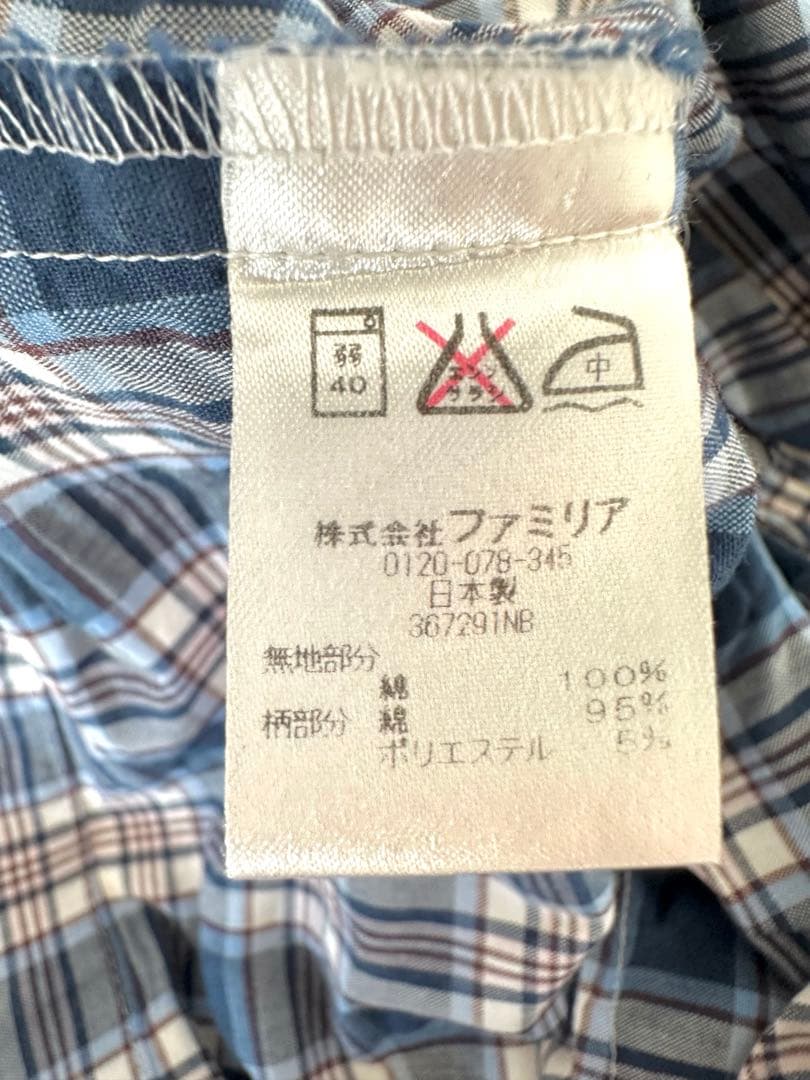 弱
40
エンソ
サラシ
中
株式会社ファミリア
0120-078-345
日本製
367291NB
無地部分
綿 100%
柄部分 綿 95%
ポリエステル 5%